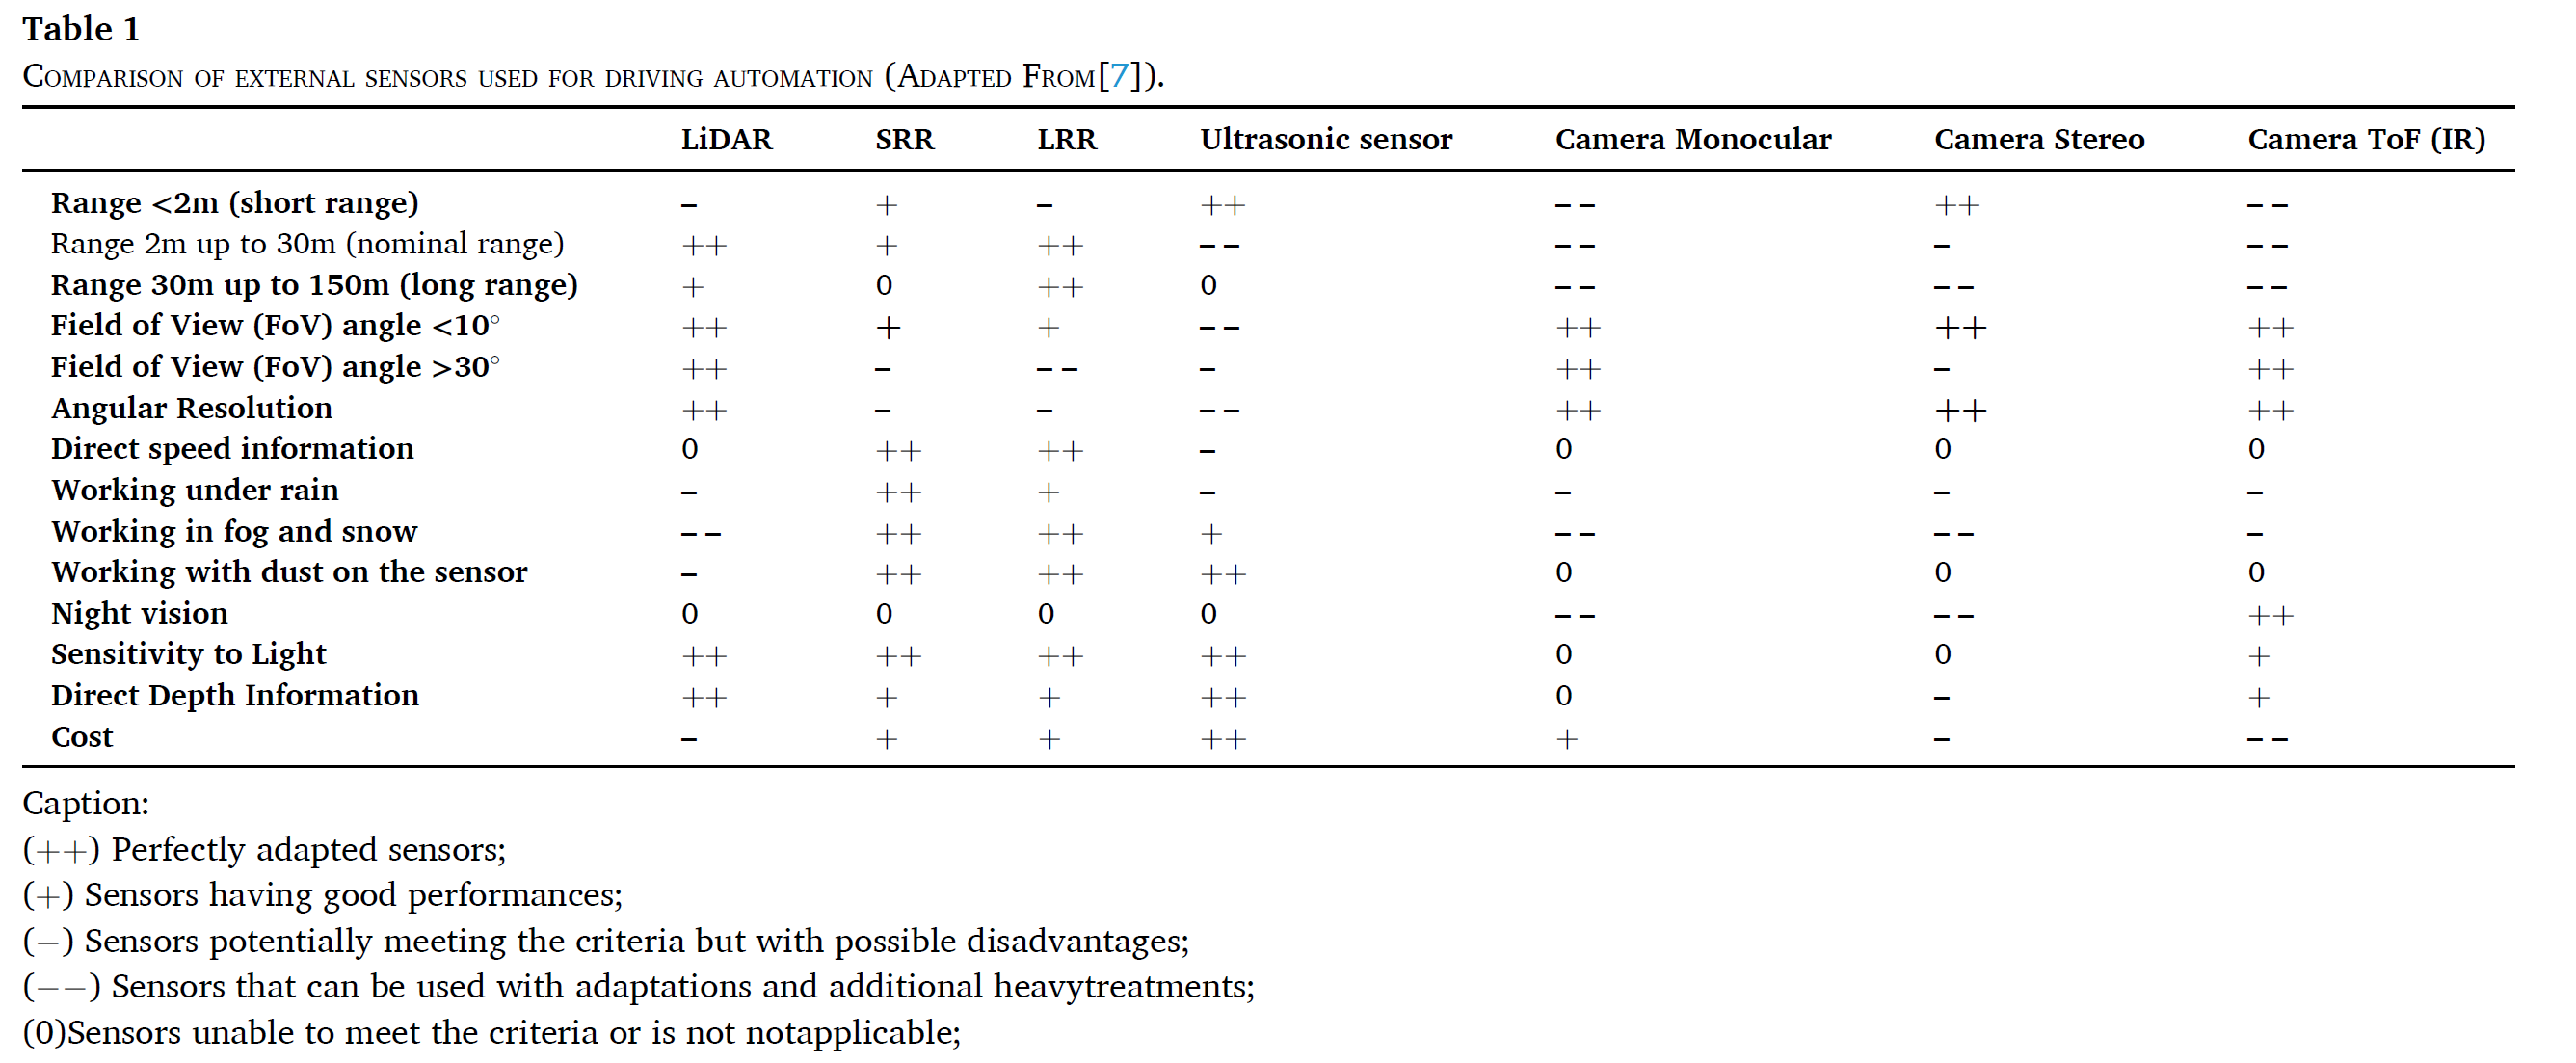 Table 1
Comparison of external sensors used for driving automation (Adapted From[7]).
LiDAR SRR LRR Ultrasonic sensor Camera Monocular Camera Stereo Camera ToF (IR)
Range <2m (short range) – + – ++ –– ++ ––
Range 2m up to 30m (nominal range) ++ + ++ –– –– – ––
Range 30m up to 150m (long range) + 0 ++ 0 –– –– ––
Field of View (FoV) angle <10° ++ + + –– ++ ++ ++
Field of View (FoV) angle >30° ++ – –– – ++ – ++
Angular Resolution ++ – – –– ++ ++ ++
Direct speed information 0 ++ ++ – 0 0 0
Working under rain – ++ + – – – –
Working in fog and snow –– ++ ++ + –– –– –
Working with dust on the sensor – ++ ++ ++ 0 0 0
Night vision 0 0 0 0 –– –– ++
Sensitivity to Light ++ ++ ++ ++ 0 0 +
Direct Depth Information ++ + + ++ 0 – +
Cost – + + ++ + – ––
Caption:
(++) Perfectly adapted sensors;
(+) Sensors having good performances;
(−) Sensors potentially meeting the criteria but with possible disadvantages;
(−−) Sensors that can be used with adaptations and additional heavytreatments;
(0)Sensors unable to meet the criteria or is not notapplicable;